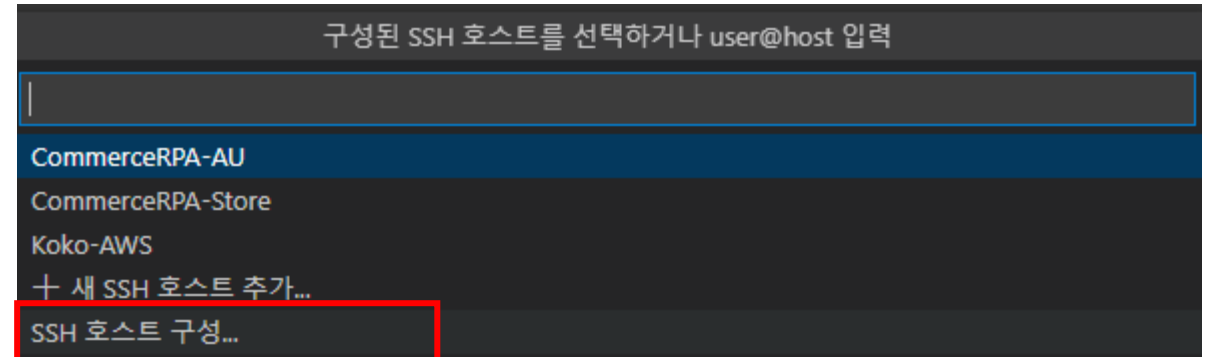 구성된 SSH 호스트를 선택하거나 user@host 입력
CommerceRPA-AU
CommerceRPA-Store
Koko-AWS
+ 새 SSH 호스트 추가...
SSH 호스트 구성...